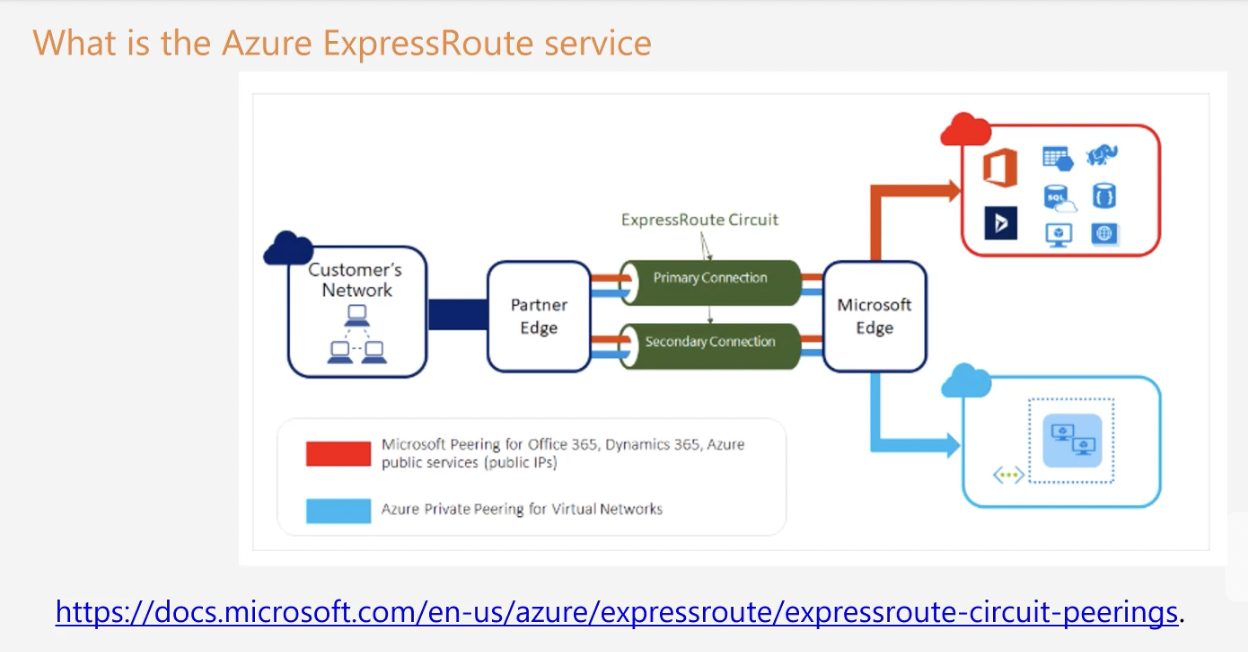 What is the Azure ExpressRoute service
ExpressRoute Circuit
Customer's
Network
Partner
Edge
Primary Connection
Secondary Connection
Microsoft
Edge
SQL
Microsoft Peering for Office 365, Dynamics 365, Azure
public services (public IPs)
Azure Private Peering for Virtual Networks
https://docs.microsoft.com/en-us/azure/expressroute/expressroute-circuit-peerings.